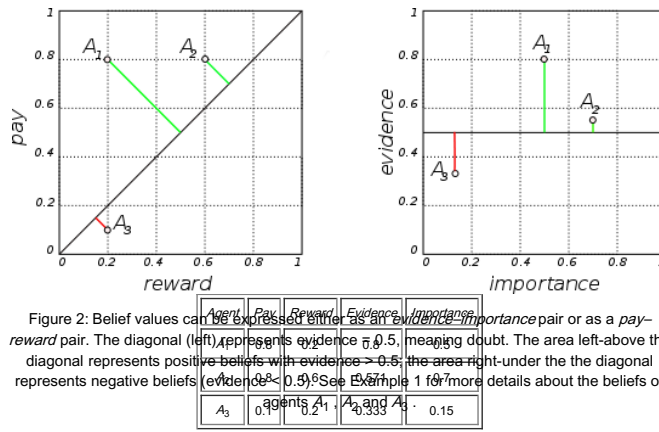 1
0.8
0.6
0.4
0.2
0
A₁
A₂
A₃
pay
0 0.2 0.4 0.6 0.8 1
reward
1
0.8
0.6
0.4
0.2
0
A₁
A₂
A₃
evidence
0 0.2 0.4 0.6 0.8 1
importance
Agent Pay Reward Evidence Importance
A₁ 0.8 0.2 0.8 0.5
A₂ 0.8 0.6 0.571 0.7
A₃ 0.1 0.2 0.333 0.15
Figure 2: Belief values can be expressed either as an evidence–importance pair or as a pay–
reward pair. The diagonal (left) represents evidence = 0.5, meaning doubt. The area left-above th
diagonal represents positive beliefs with evidence > 0.5; the area right-under the the diagonal
represents negative beliefs (evidence < 0.5). See Example 1 for more details about the beliefs o
agents A₁ , A₂ and A₃ .